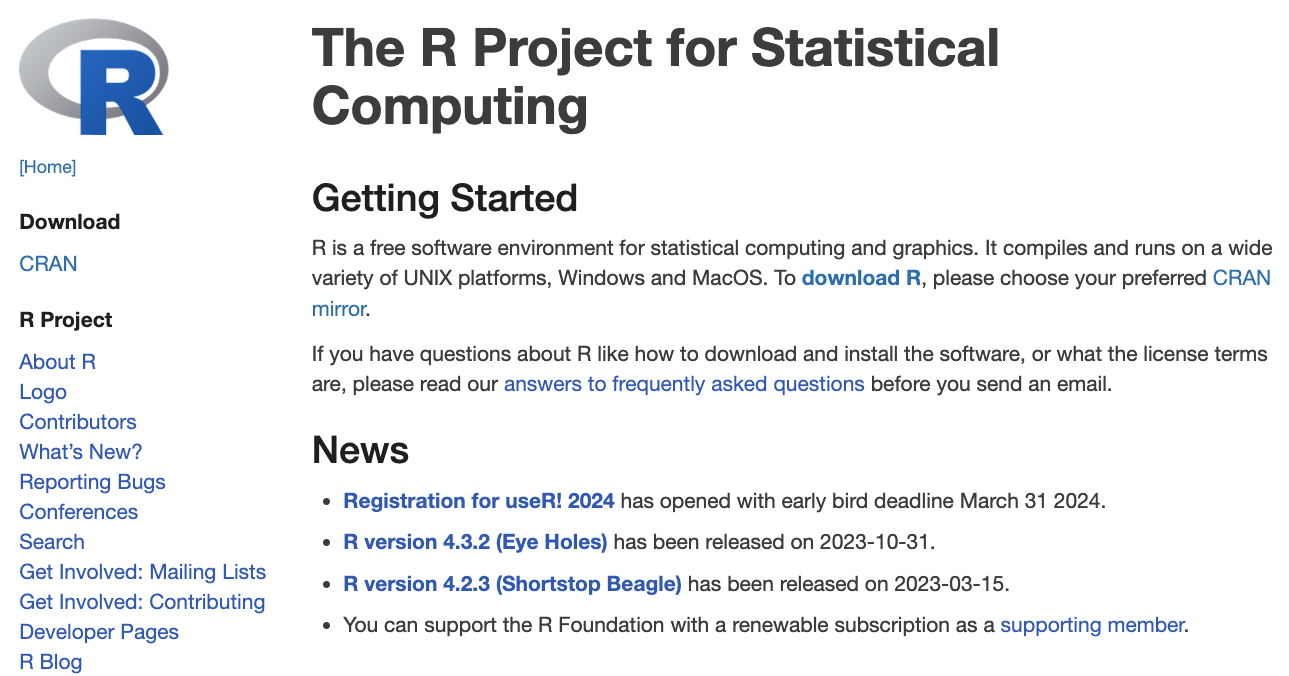 R
[Home]
Download
CRAN
R Project
About R
Logo
Contributors
What’s New?
Reporting Bugs
Conferences
Search
Get Involved: Mailing Lists
Get Involved: Contributing
Developer Pages
R Blog
The R Project for Statistical
Computing
Getting Started
R is a free software environment for statistical computing and graphics. It compiles and runs on a wide
variety of UNIX platforms, Windows and MacOS. To download R, please choose your preferred CRAN
mirror.
If you have questions about R like how to download and install the software, or what the license terms
are, please read our answers to frequently asked questions before you send an email.
News
• Registration for useR! 2024 has opened with early bird deadline March 31 2024.
• R version 4.3.2 (Eye Holes) has been released on 2023-10-31.
• R version 4.2.3 (Shortstop Beagle) has been released on 2023-03-15.
• You can support the R Foundation with a renewable subscription as a supporting member.